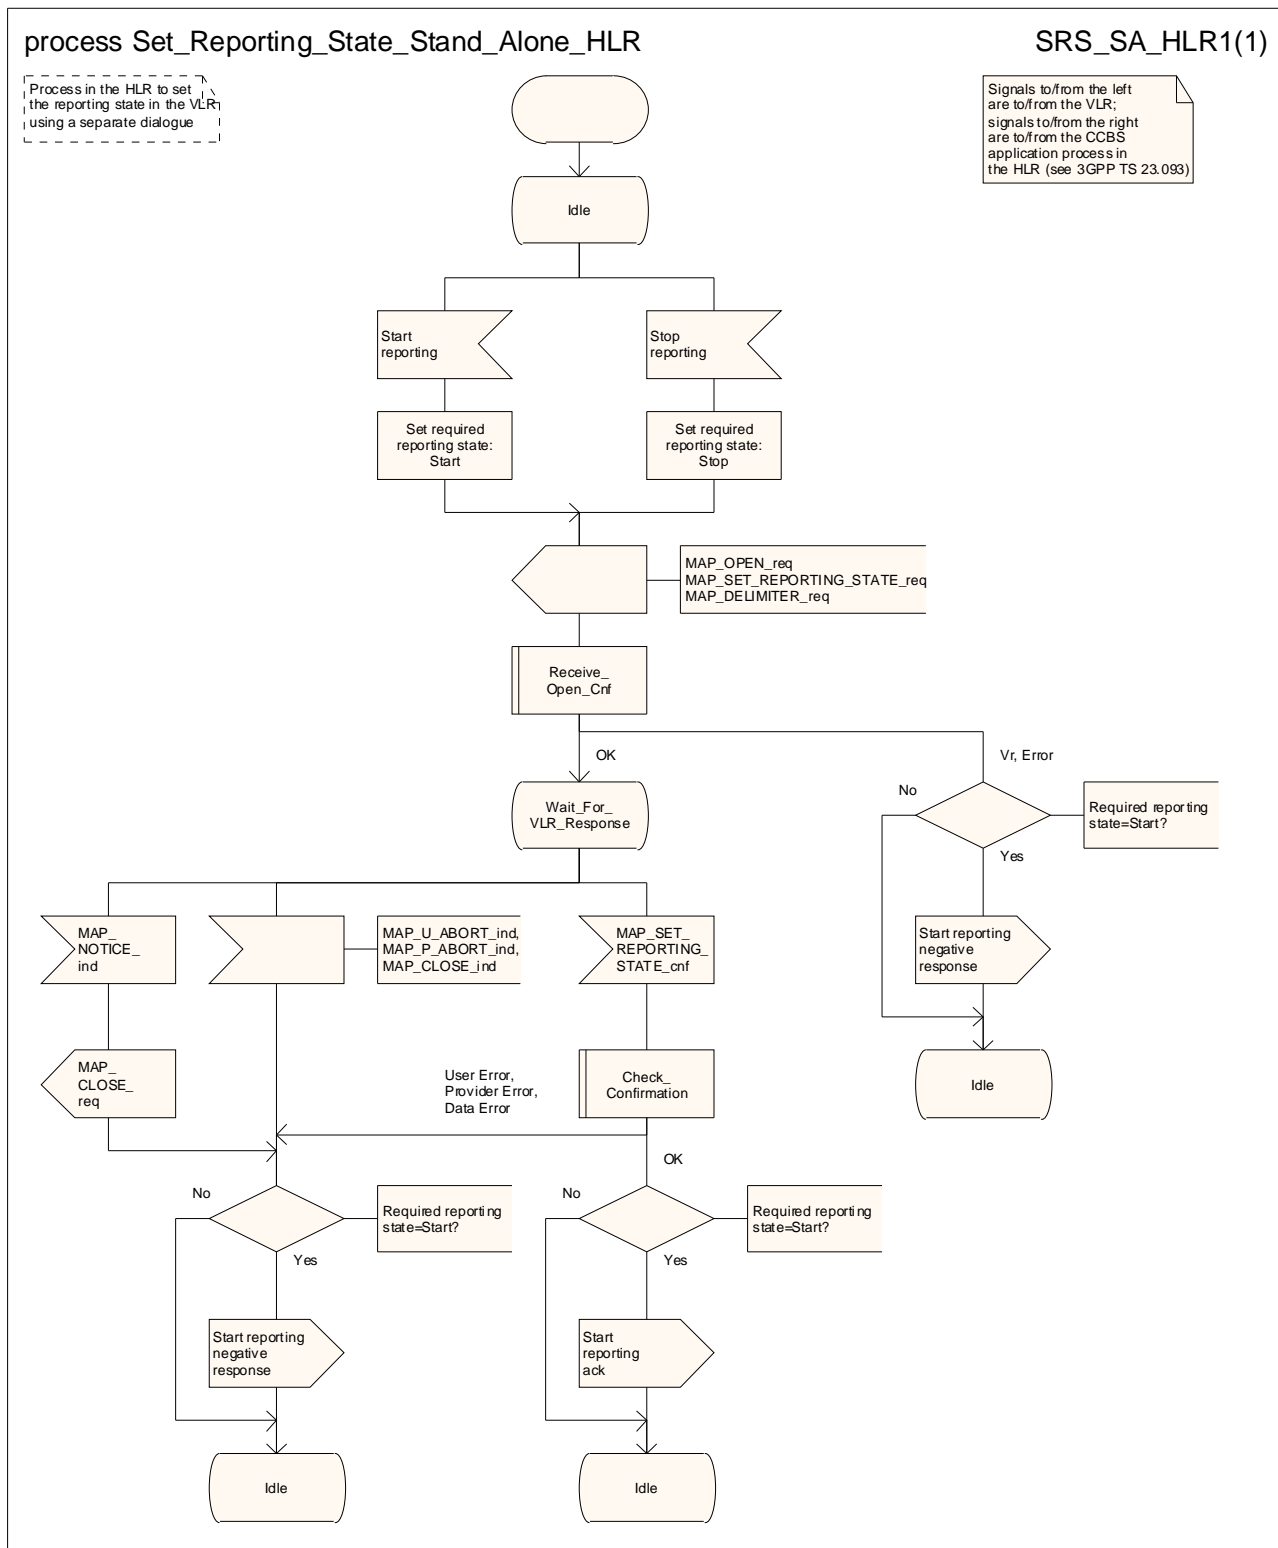 process Set_Reporting_State_Stand_Alone_HLR
SRS_SA_HLR1(1)
Process in the HLR to set
the reporting state in the VLR
using a separate dialogue
Signals to/from the left
are to/from the VLR;
signals to/from the right
are to/from the CCBS
application process in
the HLR (see 3GPP TS 23.093)
Idle
Start
reporting
Stop
reporting
Set required
reporting state:
Start
Set required
reporting state:
Stop
MAP_OPEN_req
MAP_SET_REPORTING_STATE_req
MAP_DELIMITER_req
Receive_
Open_Cnf
OK
Vr, Error
Wait_For_
VLR_Response
No
Required reporting
state=Start?
Yes
MAP_
NOTICE_
ind
MAP_U_ABORT_ind,
MAP_P_ABORT_ind,
MAP_CLOSE_ind
MAP_SET_
REPORTING_
STATE_cnf
Start reporting
negative
response
MAP_
CLOSE_
req
User Error,
Provider Error,
Data Error
Check_
Confirmation
Idle
OK
No
Required reporting
state=Start?
Yes
No
Required reporting
state=Start?
Yes
Start reporting
negative
response
Start
reporting
ack
Idle
Idle